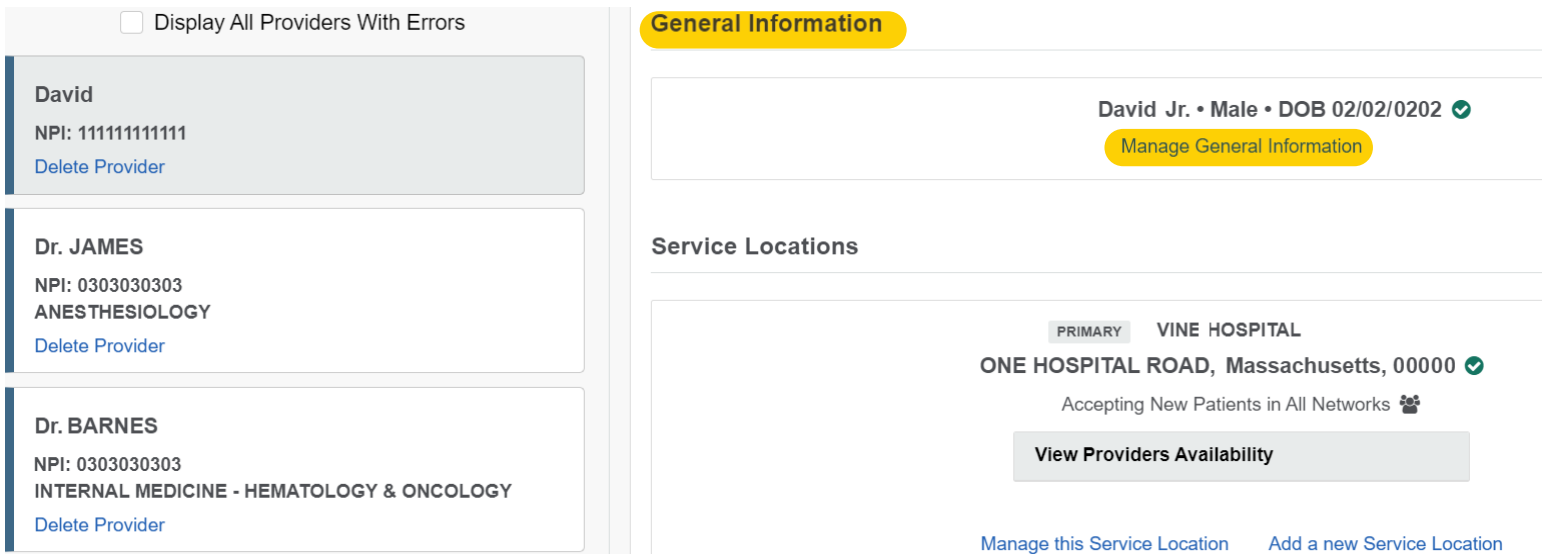 Display All Providers With Errors
David
NPI: 111111111111
Delete Provider
Dr. JAMES
NPI: 0303030303
ANESTHESIOLOGY
Delete Provider
Dr. BARNES
NPI: 0303030303
INTERNAL MEDICINE - HEMATOLOGY & ONCOLOGY
Delete Provider
General Information
David Jr. • Male • DOB 02/02/0202
Manage General Information
Service Locations
PRIMARY VINE HOSPITAL
ONE HOSPITAL ROAD, Massachusetts, 00000
Accepting New Patients in All Networks
View Providers Availability
Manage this Service Location Add a new Service Location